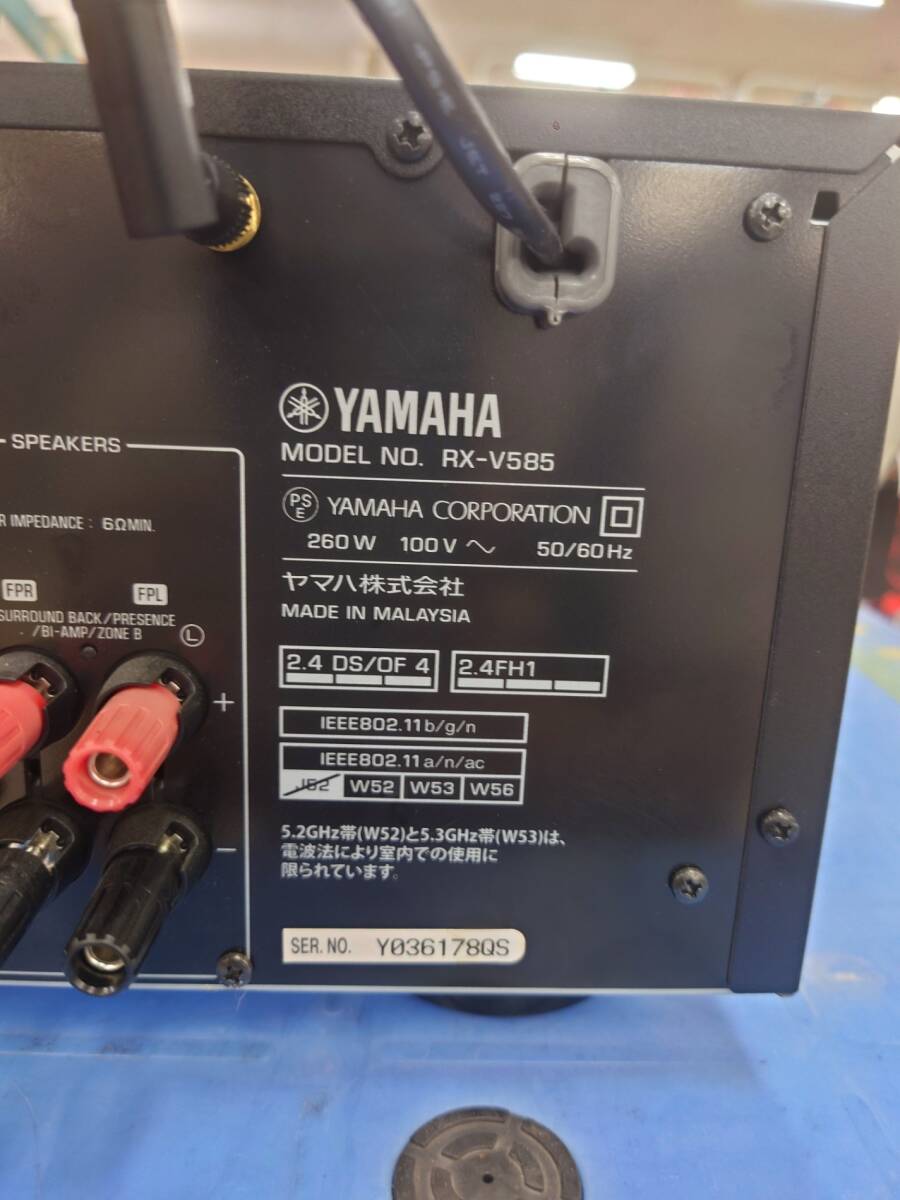 YAMAHA
MODEL NO. RX-V585
PS E YAMAHA CORPORATION
260 W 100 V 50/60 Hz
ヤマハ株式会社
MADE IN MALAYSIA
2.4 DS/OF 4 2.4FH1
IEEE802.11b/g/n
IEEE802.11a/n/ac
J52 W52 W53 W56
5.2GHz帯(W52)と5.3GHz帯(W53)は、
電波法により室内での使用に
限られています。
SER. NO. Y036178QS
SPEAKERS
IMPEDANCE : 6ΩMIN.
FPR FPL
SURROUND BACK/PRESENCE
/BI-AMP/ZONE B L
+
−